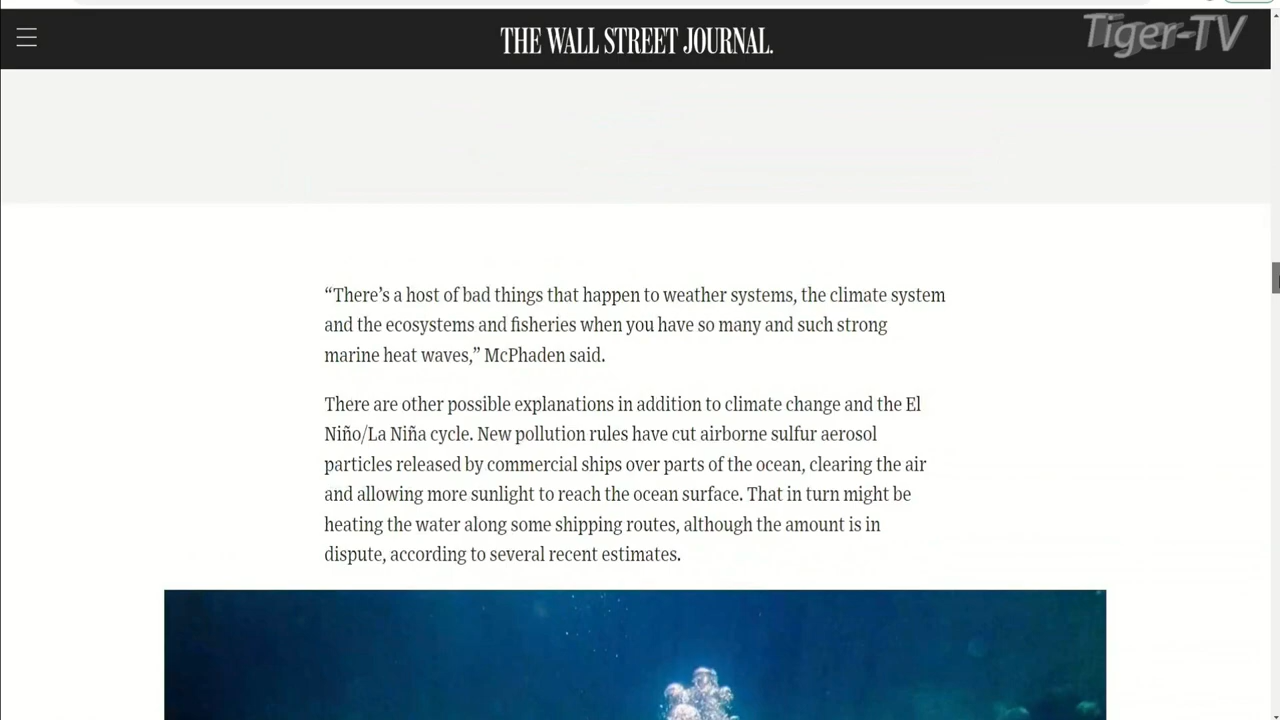 THE WALL STREET JOURNAL.
Tiger-TV
“There’s a host of bad things that happen to weather systems, the climate system
and the ecosystems and fisheries when you have so many and such strong
marine heat waves,” McPhaden said.
There are other possible explanations in addition to climate change and the El
Niño/La Niña cycle. New pollution rules have cut airborne sulfur aerosol
particles released by commercial ships over parts of the ocean, clearing the air
and allowing more sunlight to reach the ocean surface. That in turn might be
heating the water along some shipping routes, although the amount is in
dispute, according to several recent estimates.